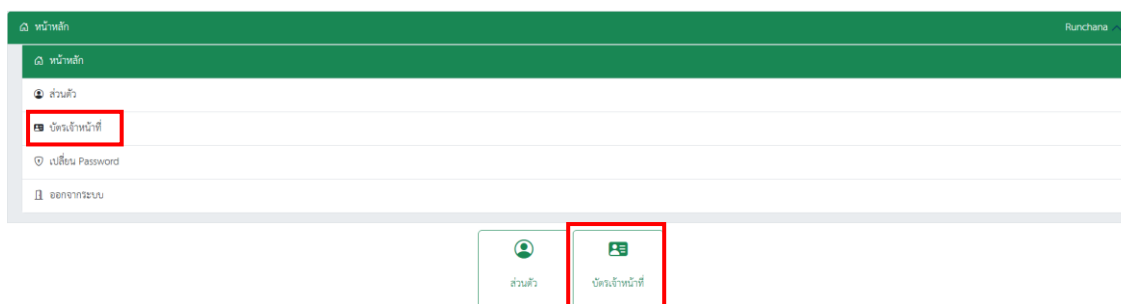 หน้าหลัก Runchana
หน้าหลัก
ส่วนตัว
บัตรเจ้าหน้าที่
เปลี่ยน Password
ออกจากระบบ
ส่วนตัว บัตรเจ้าหน้าที่